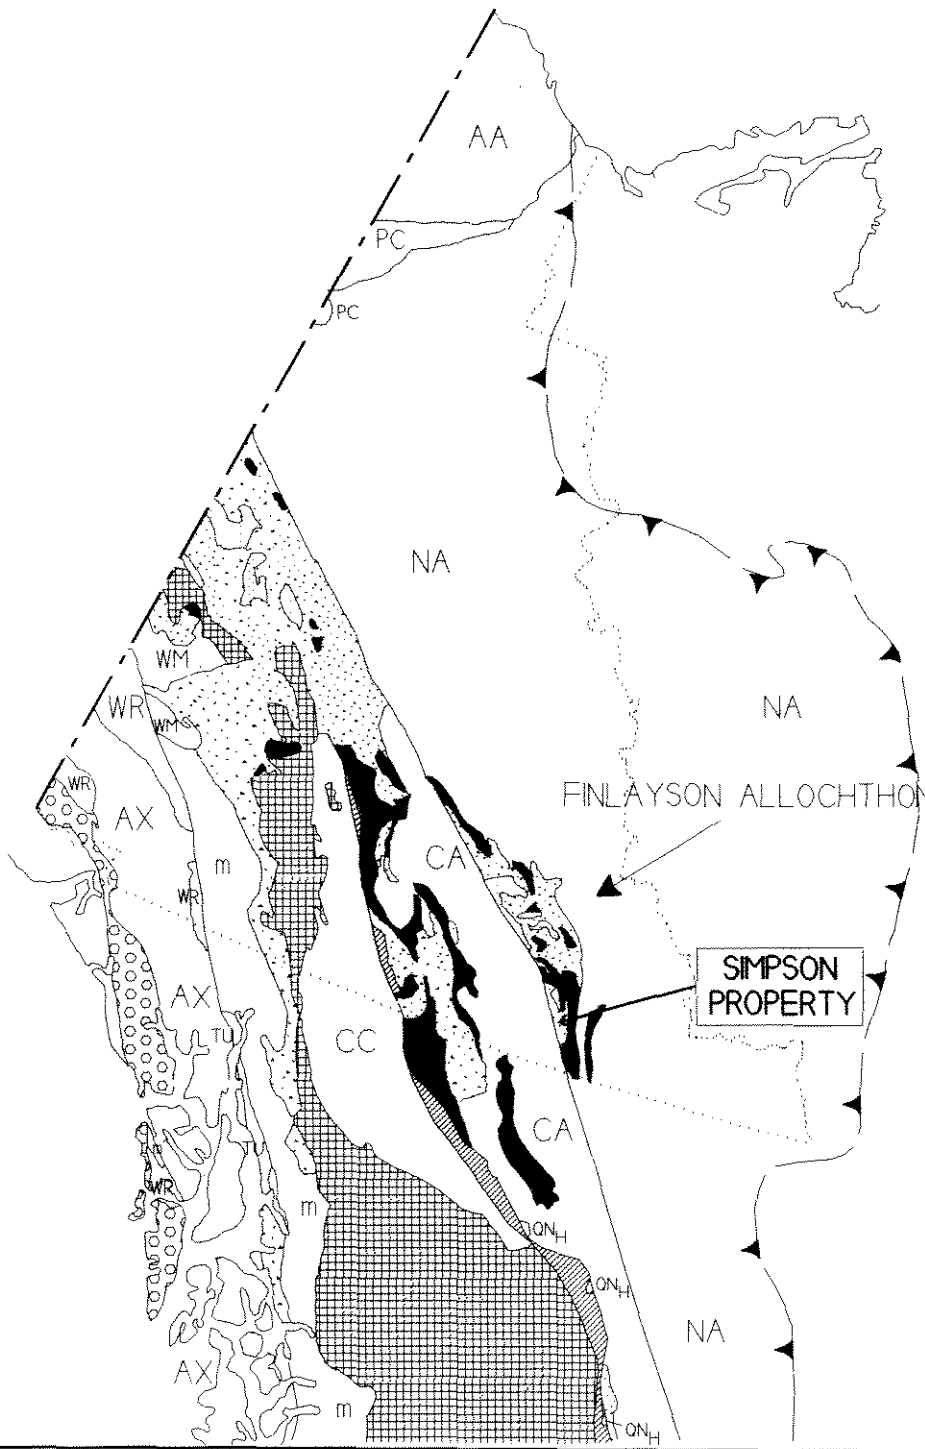 AA
PC
PC
NA
WM
WR
WM
NA
WR
AX
FINLAYSON ALLOCHTHON
CA
m
WR
SIMPSON
PROPERTY
AX
TU
CC
CA
WR
m
QNH
QNH
NA
AX
m
QNH